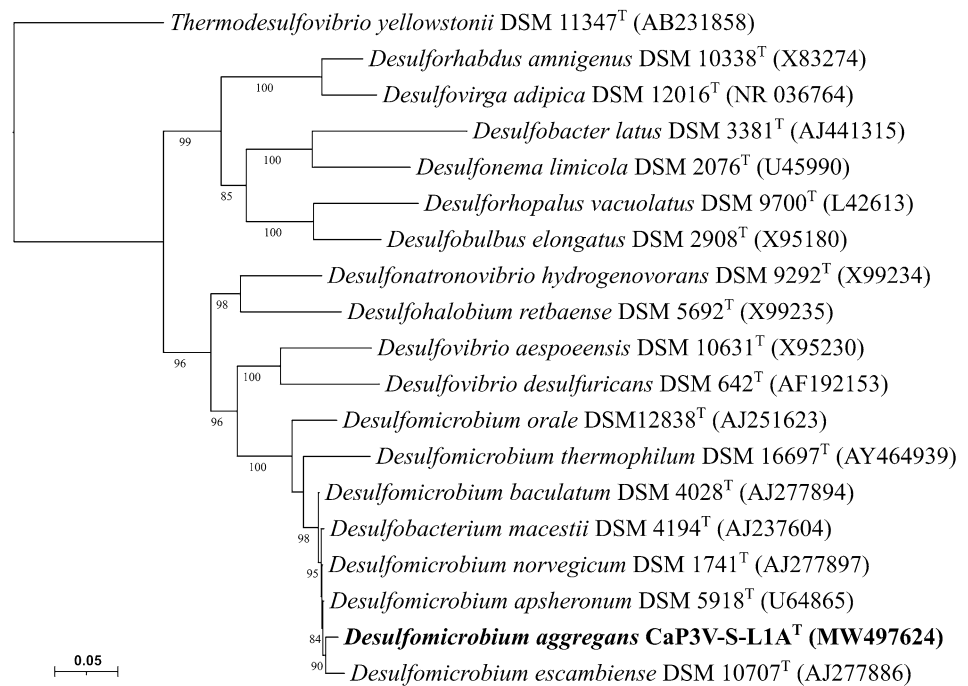 Thermodesulfovibrio yellowstonii DSM 11347ᵀ (AB231858)
Desulforhabdus amnigenus DSM 10338ᵀ (X83274)
100
Desulfovirga adipica DSM 12016ᵀ (NR 036764)
Desulfobacter latus DSM 3381ᵀ (AJ441315)
99
100
Desulfonema limicola DSM 2076ᵀ (U45990)
85
Desulforhopalus vacuolatus DSM 9700ᵀ (L42613)
100
Desulfobulbus elongatus DSM 2908ᵀ (X95180)
Desulfonatronovibrio hydrogenovorans DSM 9292ᵀ (X99234)
98
Desulfohalobium retbaense DSM 5692ᵀ (X99235)
Desulfovibrio aespoeensis DSM 10631ᵀ (X95230)
96
100
Desulfovibrio desulfuricans DSM 642ᵀ (AF192153)
96
Desulfomicrobium orale DSM12838ᵀ (AJ251623)
Desulfomicrobium thermophilum DSM 16697ᵀ (AY464939)
100
Desulfomicrobium baculatum DSM 4028ᵀ (AJ277894)
Desulfobacterium macestii DSM 4194ᵀ (AJ237604)
98
Desulfomicrobium norvegicum DSM 1741ᵀ (AJ277897)
95
Desulfomicrobium apsheronum DSM 5918ᵀ (U64865)
84
Desulfomicrobium aggregans CaP3V-S-L1Aᵀ (MW497624)
90
Desulfomicrobium escambiense DSM 10707ᵀ (AJ277886)
0.05